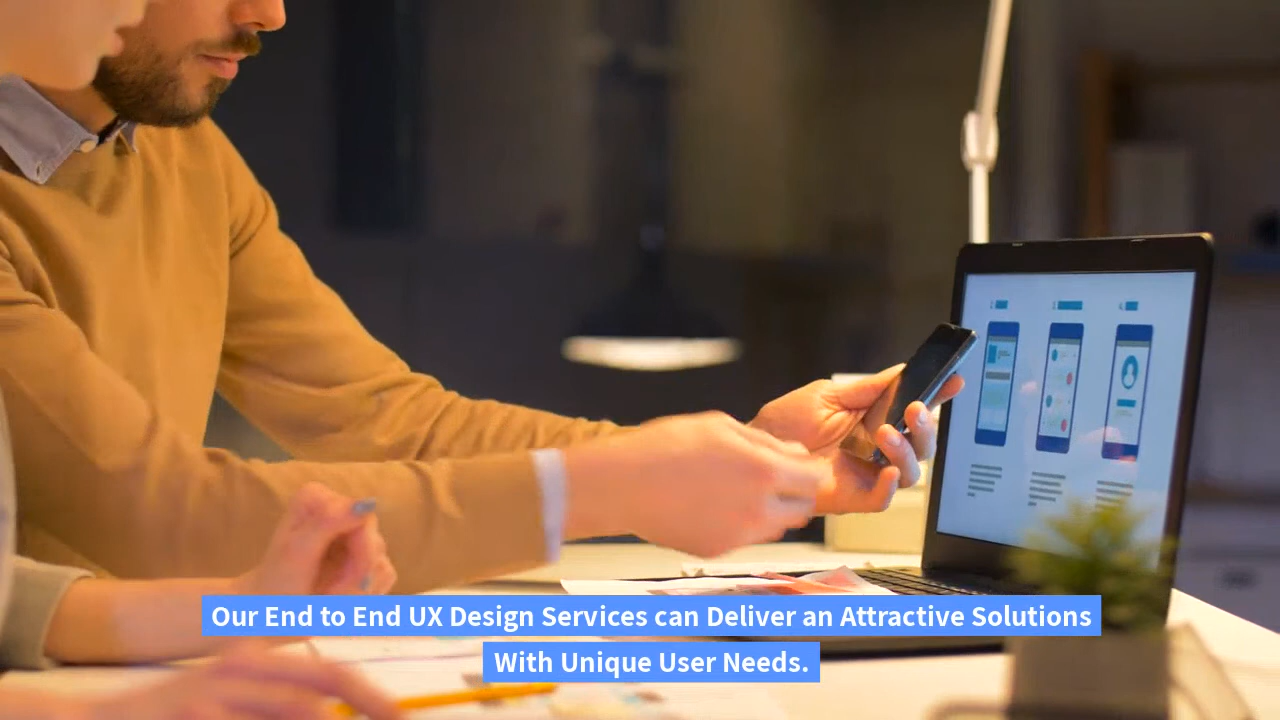 Our End to End UX Design Services can Deliver an Attractive Solutions
With Unique User Needs.